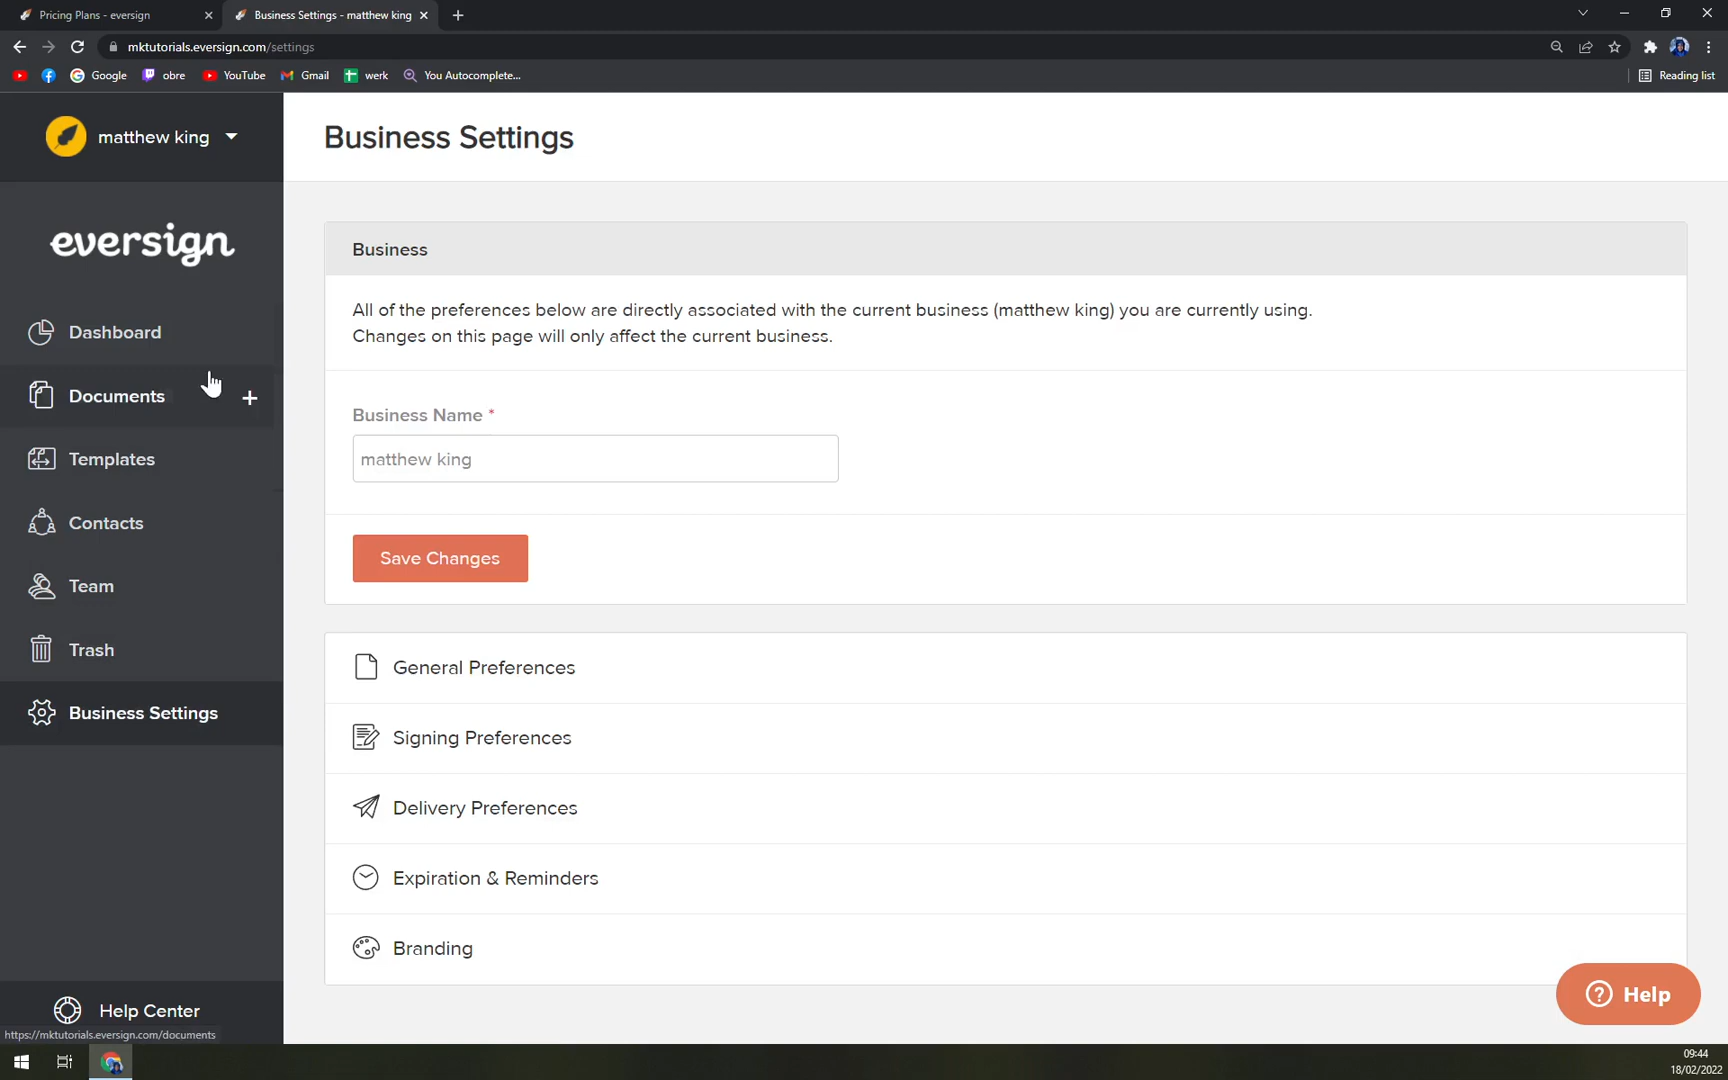 Pricing Plans - eversign
Business Settings - matthew king
mktutorials.eversign.com/settings
Google
obre
YouTube
Gmail
werk
You Autocomplete...
Reading list
matthew king
Business Settings
eversign
Business
All of the preferences below are directly associated with the current business (matthew king) you are currently using.
Changes on this page will only affect the current business.
Dashboard
Documents
Templates
Contacts
Team
Trash
Business Settings
Business Name *
matthew king
Save Changes
General Preferences
Signing Preferences
Delivery Preferences
Expiration & Reminders
Branding
Help
Help Center
https://mktutorials.eversign.com/documents
09:44
18/02/2022